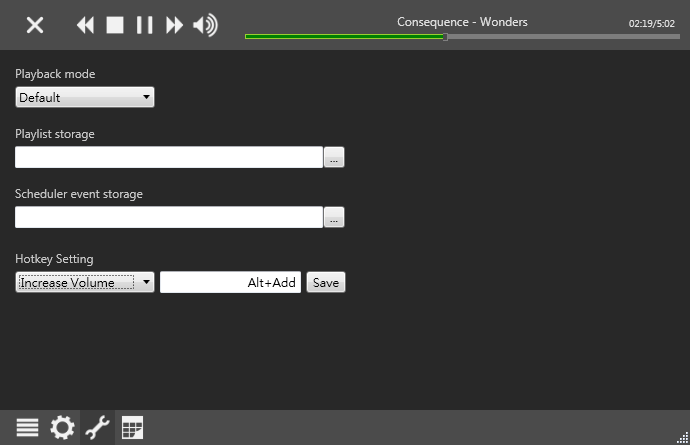 Consequence - Wonders
02:19/5:02
Playback mode
Default
Playlist storage
...
Scheduler event storage
...
Hotkey Setting
Increase Volume Alt+Add Save